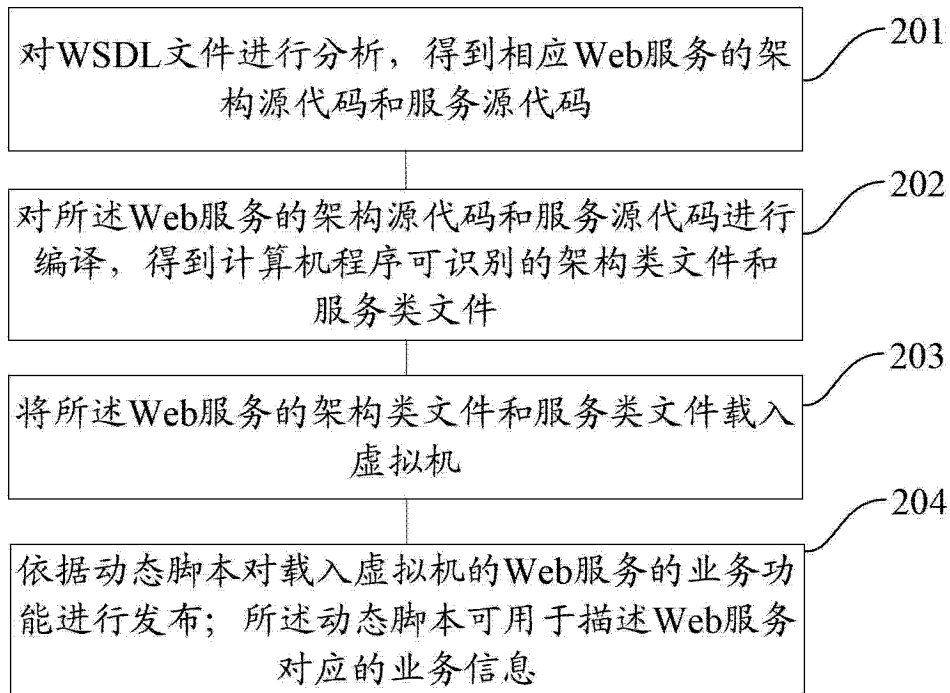 对WSDL文件进行分析，得到相应Web服务的架
构源代码和服务源代码
201
对所述Web服务的架构源代码和服务源代码进行
编译，得到计算机程序可识别的架构类文件和
服务类文件
202
将所述Web服务的架构类文件和服务类文件载入
虚拟机
203
依据动态脚本对载入虚拟机的Web服务的业务功
能进行发布；所述动态脚本可用于描述Web服务
对应的业务信息
204